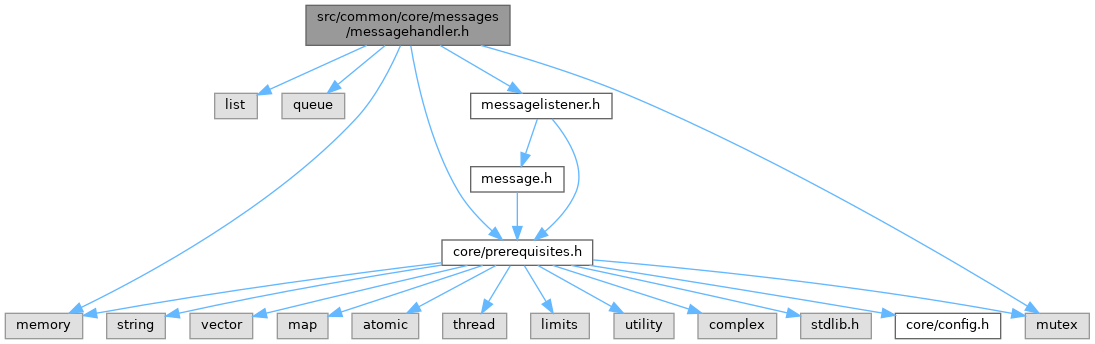 src/common/core/messages
/messagehandler.h
list
queue
messagelistener.h
message.h
core/prerequisites.h
memory
string
vector
map
atomic
thread
limits
utility
complex
stdlib.h
core/config.h
mutex